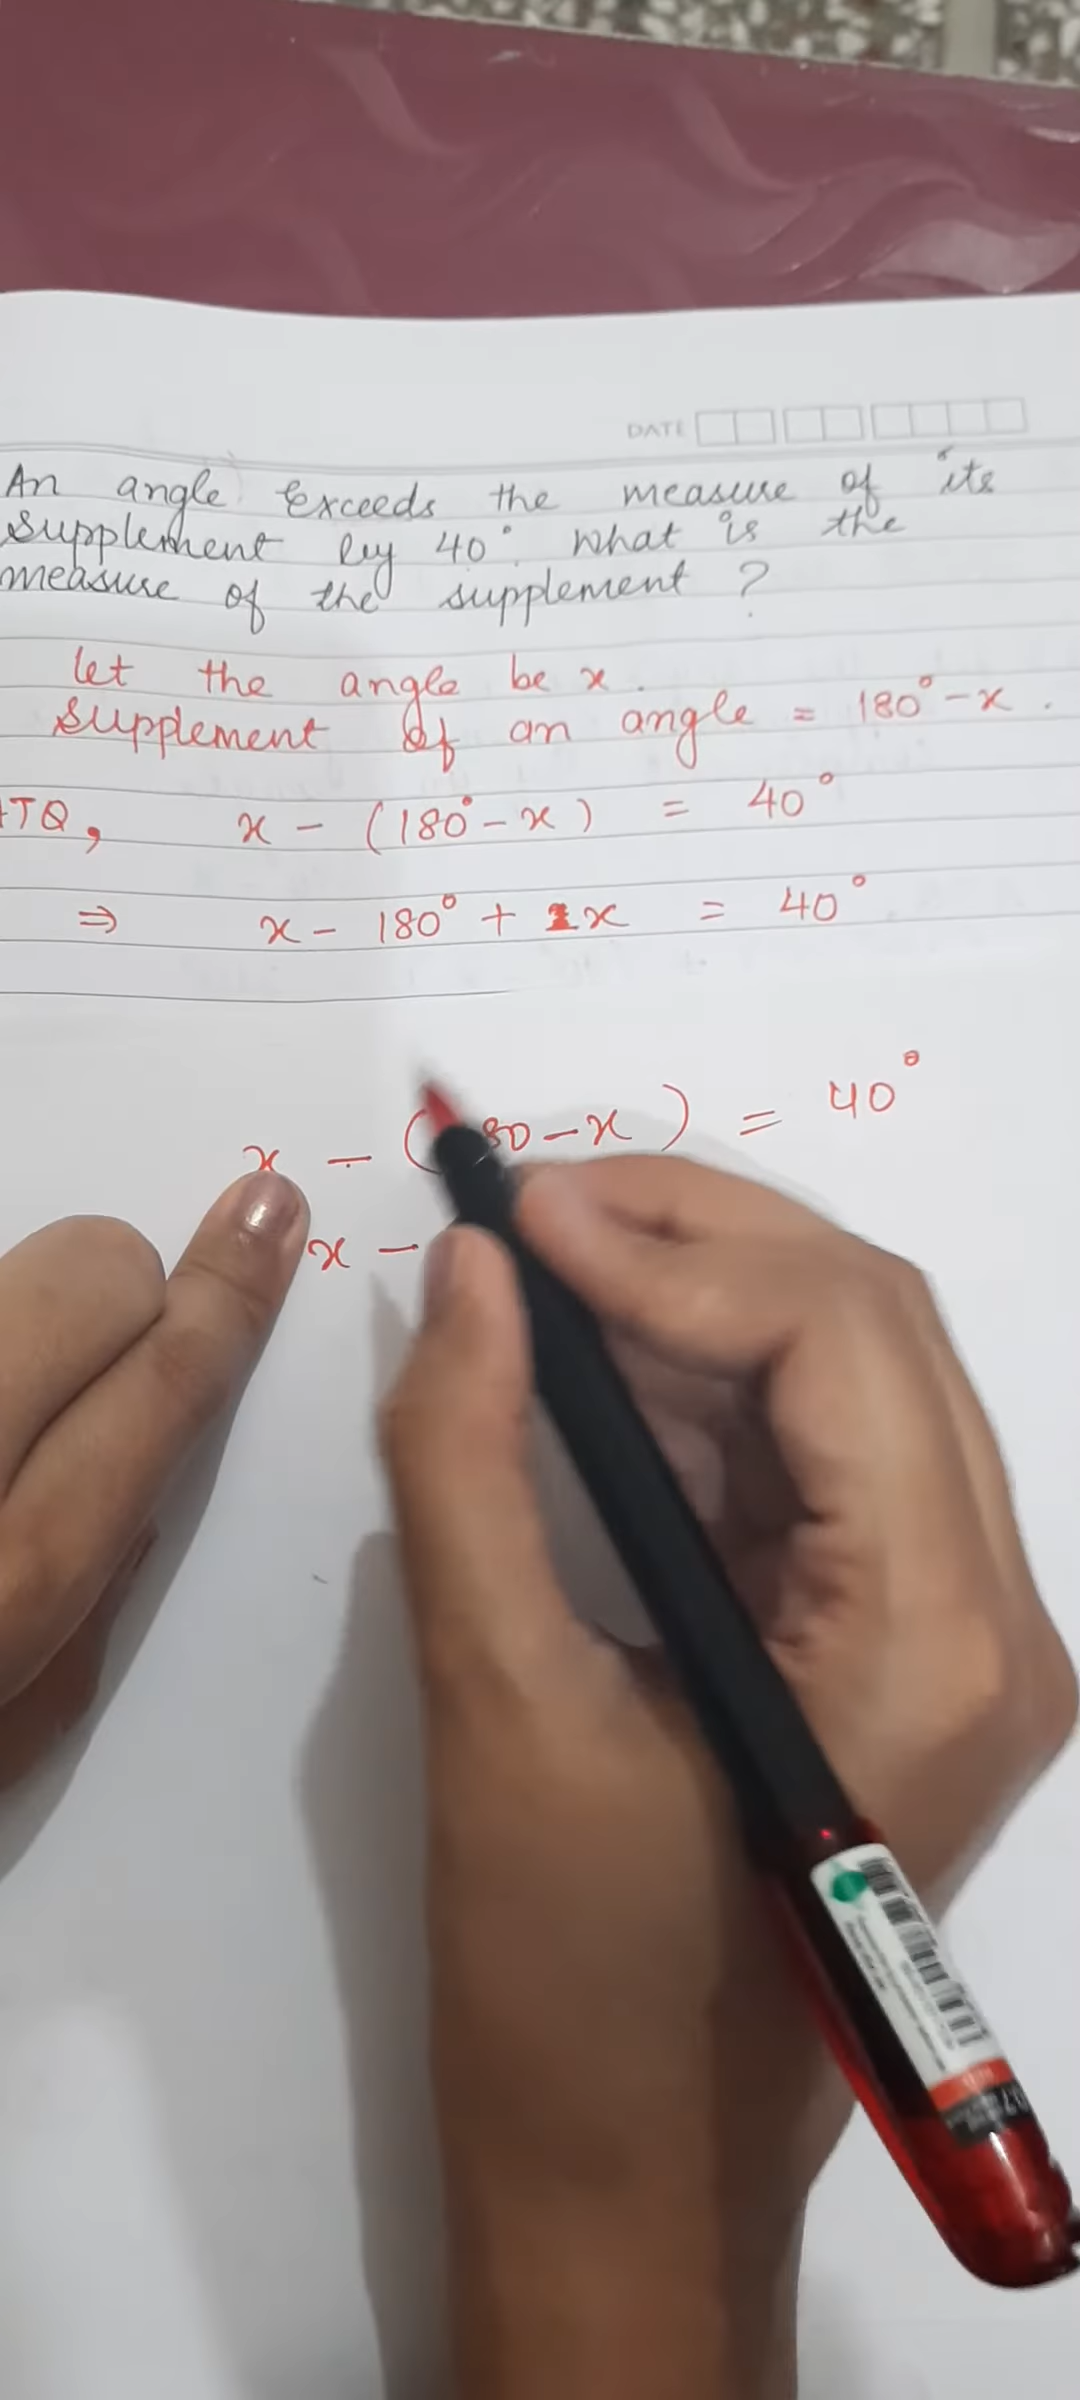 DATE
An angle exceeds the measure of its
supplement by 40° what is the
measure of the supplement ?
let the angle be x .
supplement of an angle = 180° - x .
ATQ, x - (180° - x) = 40°
⇒ x - 180° + 1x = 40°
x - ( 80 - x ) = 40°
x -